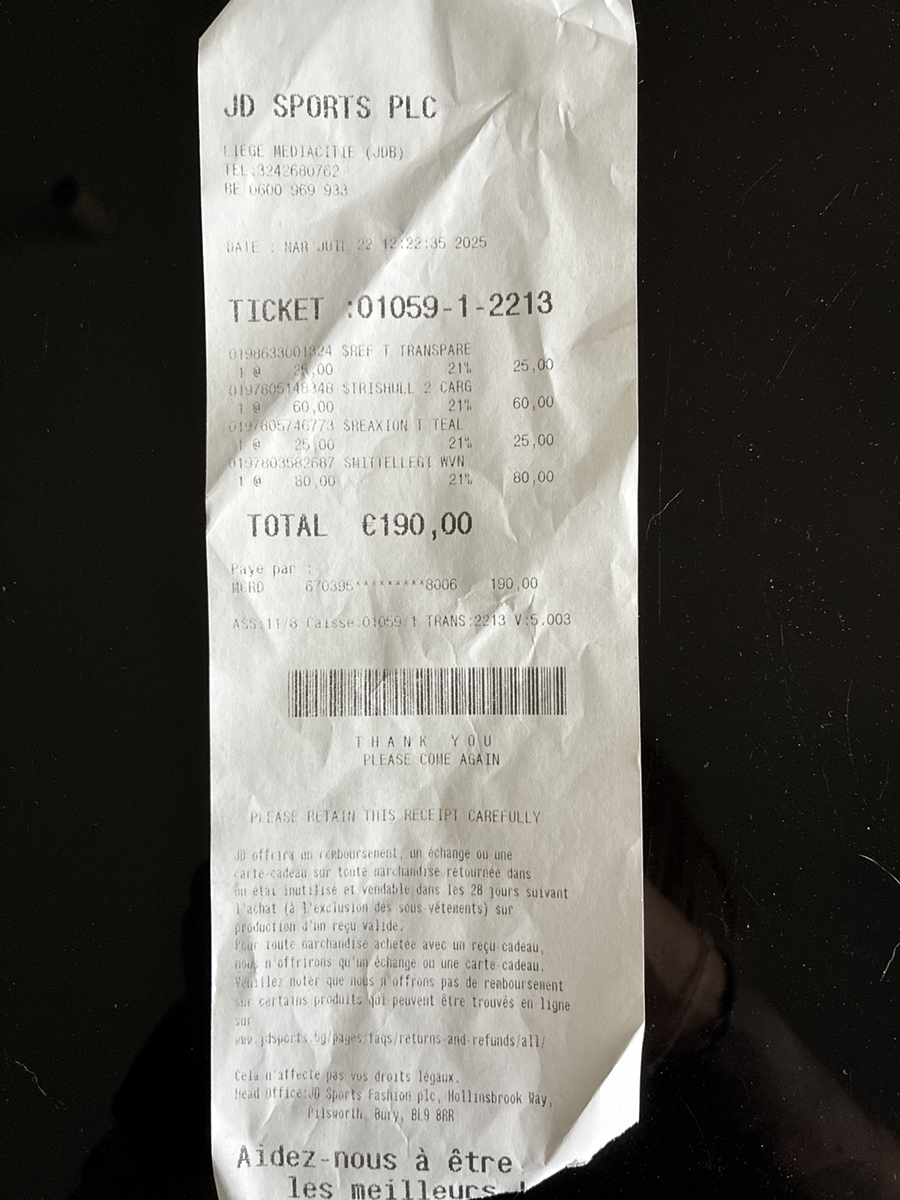 JD SPORTS PLC
LIEGE MEDIACITIE (JDB)
TEL:3242680762
BE 0600 969 933
DATE : MAR JUIL 22 12:22:35 2025
TICKET :01059-1-2213
0198633001324 $REF T TRANSPARE
1 @ 25,00 21% 25,00
0197805148348 $TRISHULL 2 CARG
1 @ 60,00 21% 60,00
0197805746773 $REAXION T TEAL
1 @ 25,00 21% 25,00
0197803582687 $MITTELLEGI WVN
1 @ 80,00 21% 80,00
TOTAL €190,00
Paye par :-
MCRD 670395*********8006 190,00
ASS:11/8 Caisse:01059/1 TRANS:2213 V:5.003
THANK YOU
PLEASE COME AGAIN
PLEASE RETAIN THIS RECEIPT CAREFULLY
JD offrira un remboursement, un échange ou une
carte-cadeau sur toute marchandise retournée dans
un état inutilisé et vendable dans les 28 jours suivant
l'achat (à l'exclusion des sous-vêtements) sur
production d'un reçu valide.
Pour toute marchandise achetée avec un reçu-cadeau,
nous n'offrirons qu'un échange ou une carte-cadeau.
Veuillez noter que nous n'offrons pas de remboursement
sur certains produits qui peuvent être trouvés en ligne
sur
www.jdsports.bg/pages/faqs/returns-and-refunds/all/
Cela n'affecte pas vos droits légaux.
Head Office:JD Sports Fashion plc, Hollinsbrook Way,
Pilsworth, Bury, BL9 8RR
Aidez-nous à être
les meilleurs !